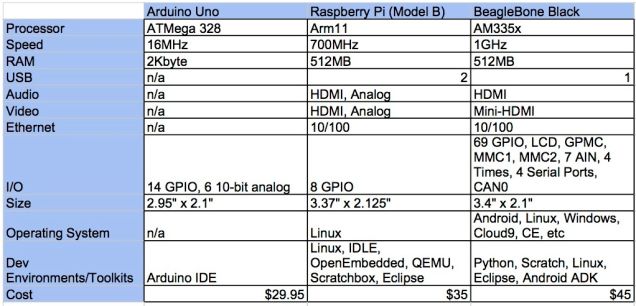 Arduino Uno Raspberry Pi (Model B) BeagleBone Black
Processor ATMega 328 Arm11 AM335x
Speed 16MHz 700MHz 1GHz
RAM 2Kbyte 512MB 512MB
USB n/a 2 1
Audio n/a HDMI, Analog HDMI
Video n/a HDMI, Analog Mini-HDMI
Ethernet n/a 10/100 10/100
69 GPIO, LCD, GPMC,
MMC1, MMC2, 7 AIN, 4
Times, 4 Serial Ports,
I/O 14 GPIO, 6 10-bit analog 8 GPIO CAN0
Size 2.95" x 2.1" 3.37" x 2.125" 3.4" x 2.1"
Android, Linux, Windows,
Operating System n/a Linux Cloud9, CE, etc
Linux, IDLE,
Dev OpenEmbedded, QEMU, Python, Scratch, Linux,
Environments/Toolkits Arduino IDE Scratchbox, Eclipse Eclipse, Android ADK
Cost $29.95 $35 $45